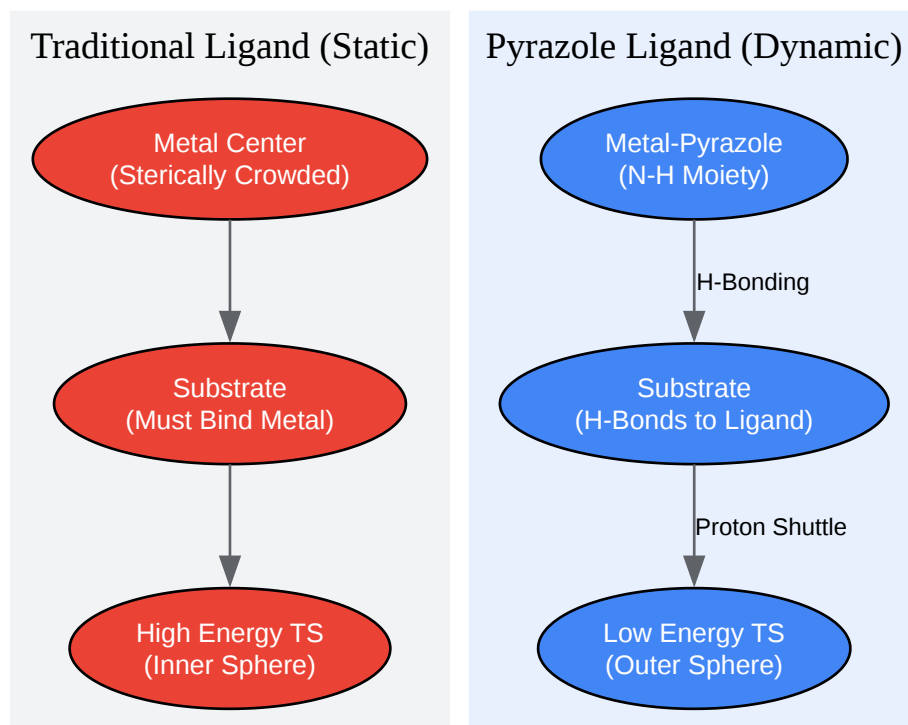 Traditional Ligand (Static)
Metal Center
(Sterically Crowded)
Substrate
(Must Bind Metal)
High Energy TS
(Inner Sphere)
Pyrazole Ligand (Dynamic)
Metal-Pyrazole
(N-H Moiety)
H-Bonding
Substrate
(H-Bonds to Ligand)
Proton Shuttle
Low Energy TS
(Outer Sphere)